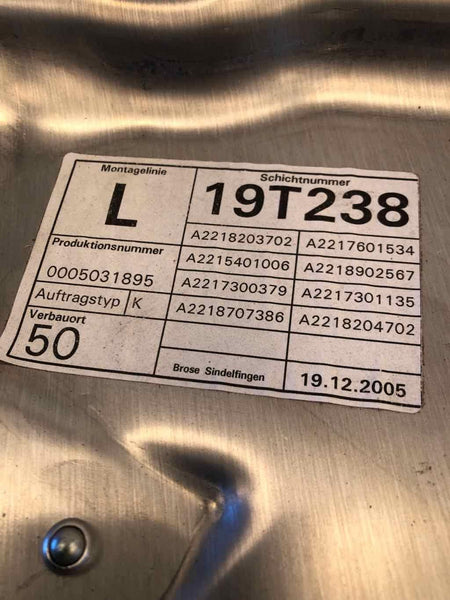 Montagelinie
L
Schichtnummer
19T238
Produktionsnummer
0005031895
Auftragstyp K
Verbauort
50
A2218203702 A2217601534
A2215401006 A2218902567
A2217300379 A2217301135
A2218707386 A2218204702
Brose Sindelfingen
19.12.2005